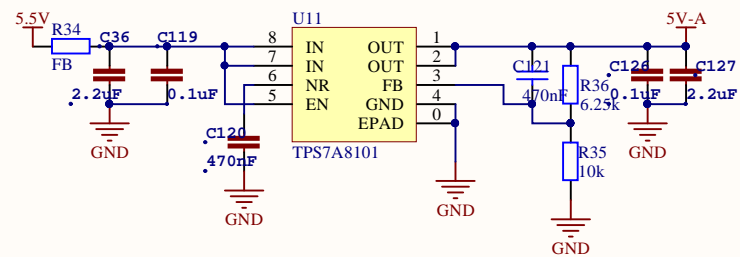 5.5V
R34
FB
C36
2.2uF
C119
0.1uF
GND
U11
8 IN OUT 1
7 IN OUT 2
6 NR FB 3
5 EN GND 4
EPAD 0
TPS7A8101
C120
470nF
GND
GND
C121
470nF
R36
6.25k
R35
10k
GND
5V-A
C126
0.1uF
C127
2.2uF
GND